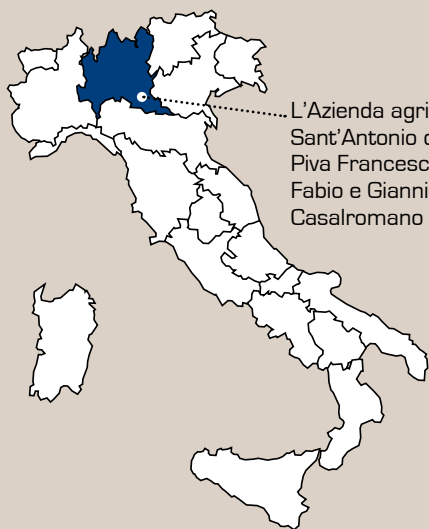 L'Azienda agri
Sant'Antonio
Piva Francesc
Fabio e Gianni
Casalromano